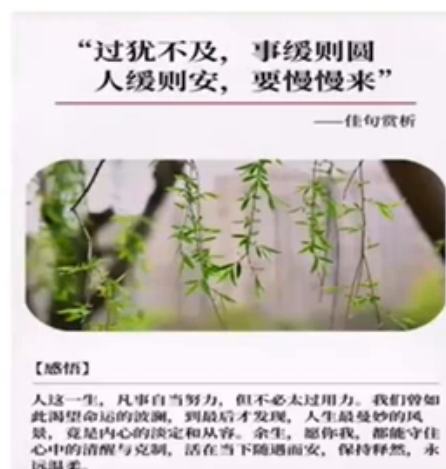 “过犹不及，事缓则圆
人缓则安，要慢慢来”
——佳句赏析
【感悟】
人这一生，凡事自当努力，但不必太过用力。我们曾如
此渴望命运的波澜，到最后才发现，人生最曼妙的风
景，竟是内心的淡定和从容。余生，愿你我，都能守住
心中的清醒与克制，活在当下随遇而安，保持释然，永
远温柔。